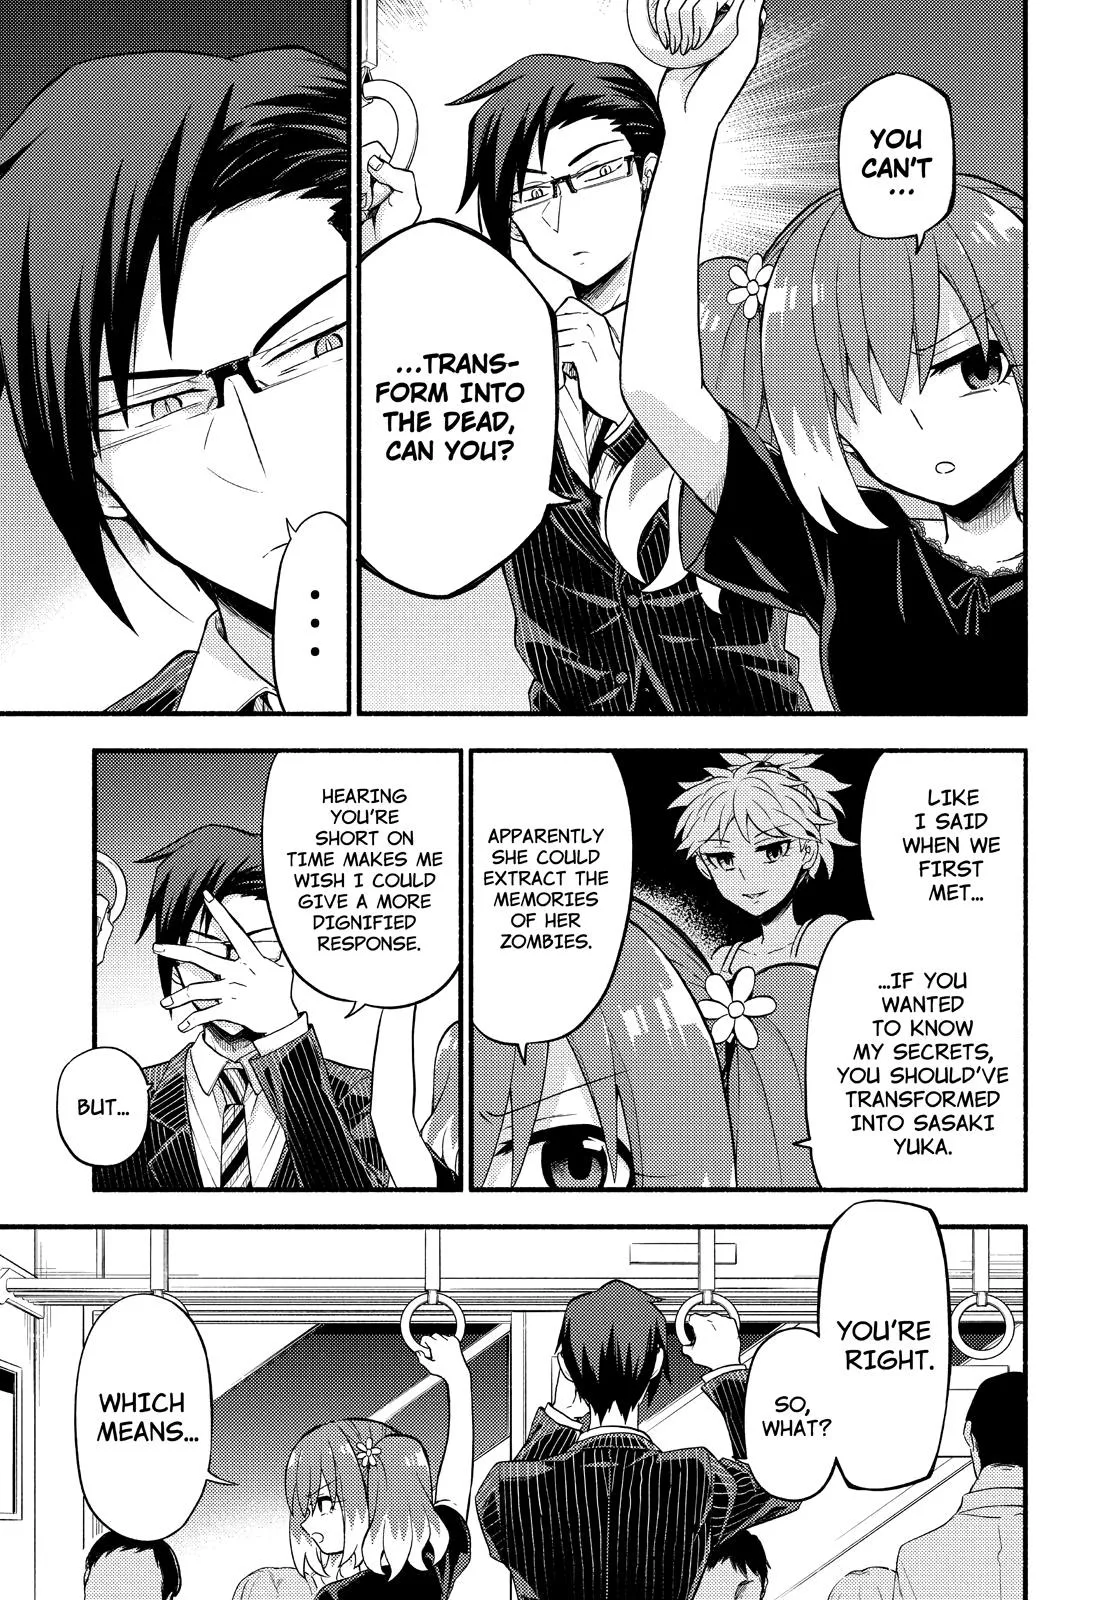 YOU
CAN'T
...
...TRANS-
FORM INTO
THE DEAD,
CAN YOU?
...
LIKE
I SAID
WHEN WE
FIRST
MET...
...IF YOU
WANTED
TO KNOW
MY SECRETS,
YOU SHOULD'VE
TRANSFORMED
INTO SASAKI
YUKA.
APPARENTLY
SHE COULD
EXTRACT THE
MEMORIES
OF HER
ZOMBIES.
HEARING
YOU'RE
SHORT ON
TIME MAKES ME
WISH I COULD
GIVE A MORE
DIGNIFIED
RESPONSE.
BUT...
YOU'RE
RIGHT.
SO,
WHAT?
WHICH
MEANS...